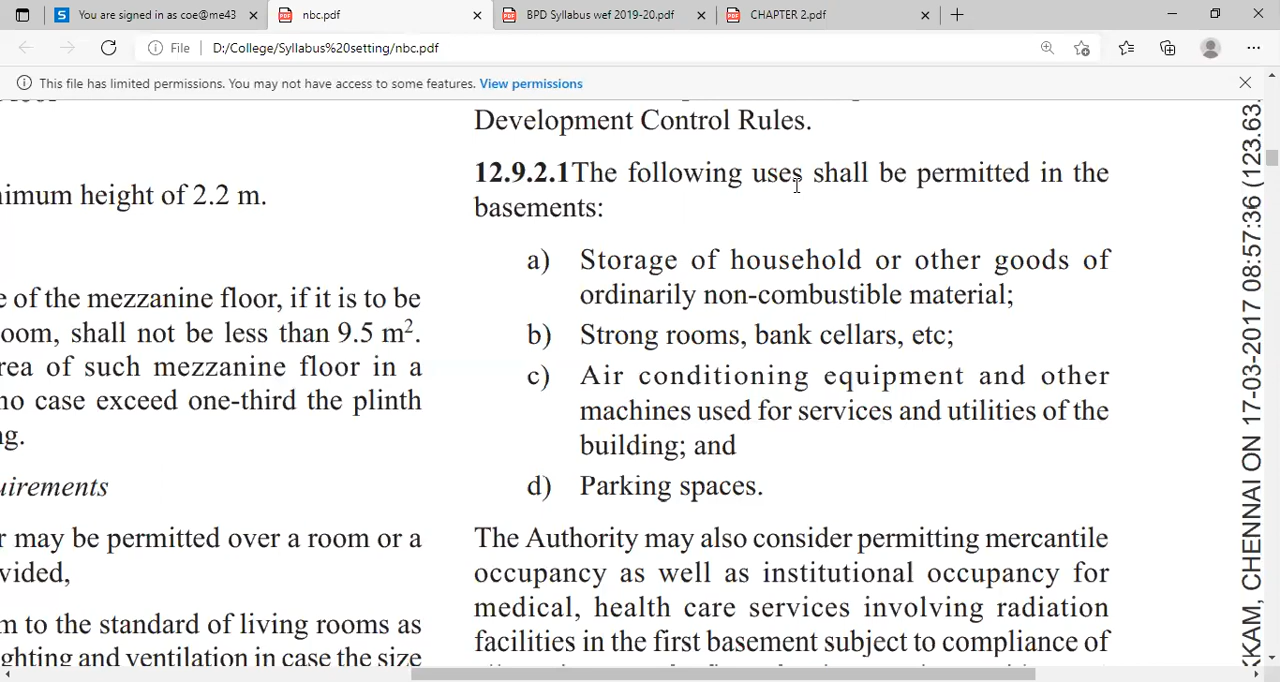 You are signed in as coe@me43
nbc.pdf
BPD Syllabus wef 2019-20.pdf
CHAPTER 2.pdf
File
D:/College/Syllabus%20setting/nbc.pdf
This file has limited permissions. You may not have access to some features. View permissions
nimum height of 2.2 m.
e of the mezzanine floor, if it is to be
oom, shall not be less than 9.5 m².
rea of such mezzanine floor in a
no case exceed one-third the plinth
ng.
uirements
r may be permitted over a room or a
vided,
m to the standard of living rooms as
ghting and ventilation in case the size
Development Control Rules.
12.9.2.1The following uses shall be permitted in the
basements:
a) Storage of household or other goods of
ordinarily non-combustible material;
b) Strong rooms, bank cellars, etc;
c) Air conditioning equipment and other
machines used for services and utilities of the
building; and
d) Parking spaces.
The Authority may also consider permitting mercantile
occupancy as well as institutional occupancy for
medical, health care services involving radiation
facilities in the first basement subject to compliance of
KKAM, CHENNAI ON 17-03-2017 08:57:36 (123.63.